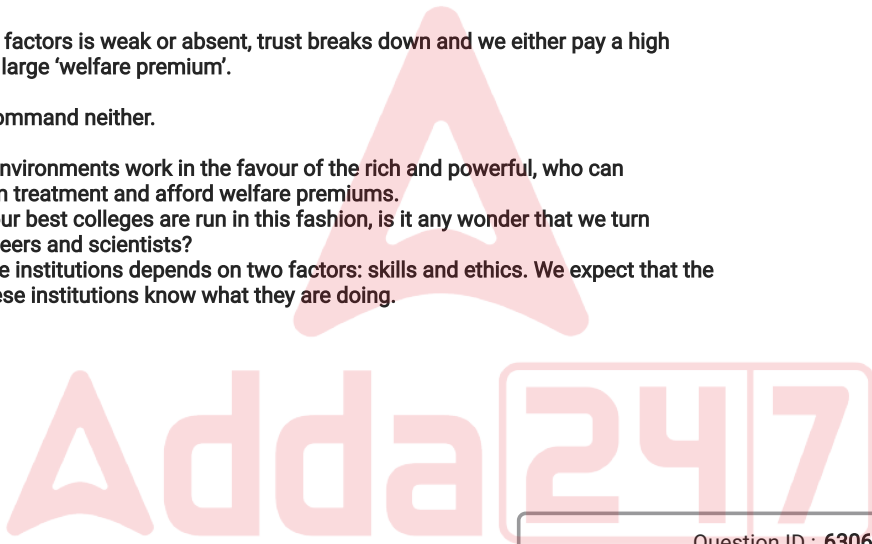 factors is weak or absent, trust breaks down and we either pay a high
large ‘welfare premium’.
ommand neither.
nvironments work in the favour of the rich and powerful, who can
n treatment and afford welfare premiums.
ur best colleges are run in this fashion, is it any wonder that we turn
eers and scientists?
e institutions depends on two factors: skills and ethics. We expect that the
ese institutions know what they are doing.
Adda247
Question ID : 6306